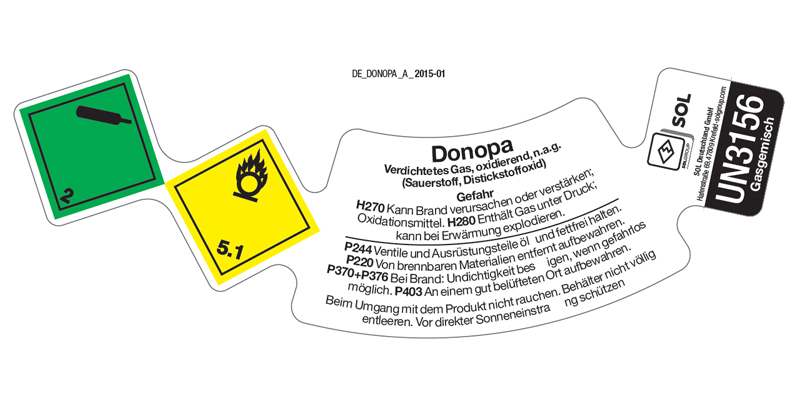 DE_DONOPA_A_2015-01
2
5.1
Donopa
Verdichtetes Gas, oxidierend, n.a.g.
(Sauerstoff, Distickstoffoxid)
Gefahr
H270 Kann Brand verursachen oder verstärken;
Oxidationsmittel. H280 Enthält Gas unter Druck;
kann bei Erwärmung explodieren.
P244 Ventile und Ausrüstungsteile öl und fettfrei halten.
P220 Von brennbaren Materialien entfernt aufbewahren.
P370+P376 Bei Brand: Undichtigkeit bes igen, wenn gefahrlos
möglich. P403 An einem gut belüfteten Ort aufbewahren.
Beim Umgang mit dem Produkt nicht rauchen. Behälter nicht völlig
entleeren. Vor direkter Sonneneinstra ng schützen
SOLGROUP
SOL
SOL Deutschland GmbH
UN3156
Gasgemisch